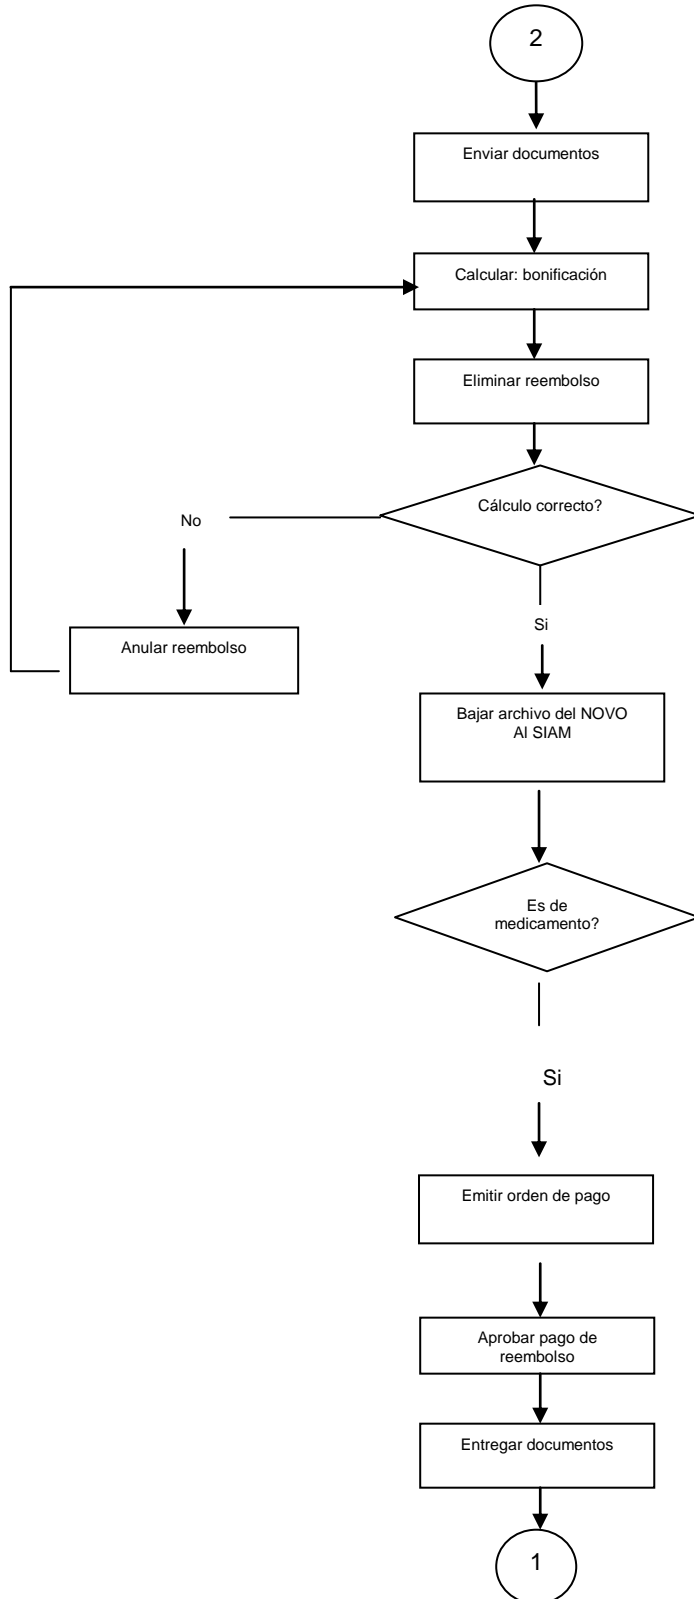 2
Enviar documentos
Calcular: bonificación
Eliminar reembolso
Cálculo correcto?
No
Si
Anular reembolso
Bajar archivo del NOVO
Al SIAM
Es de
medicamento?
Si
Emitir orden de pago
Aprobar pago de
reembolso
Entregar documentos
1